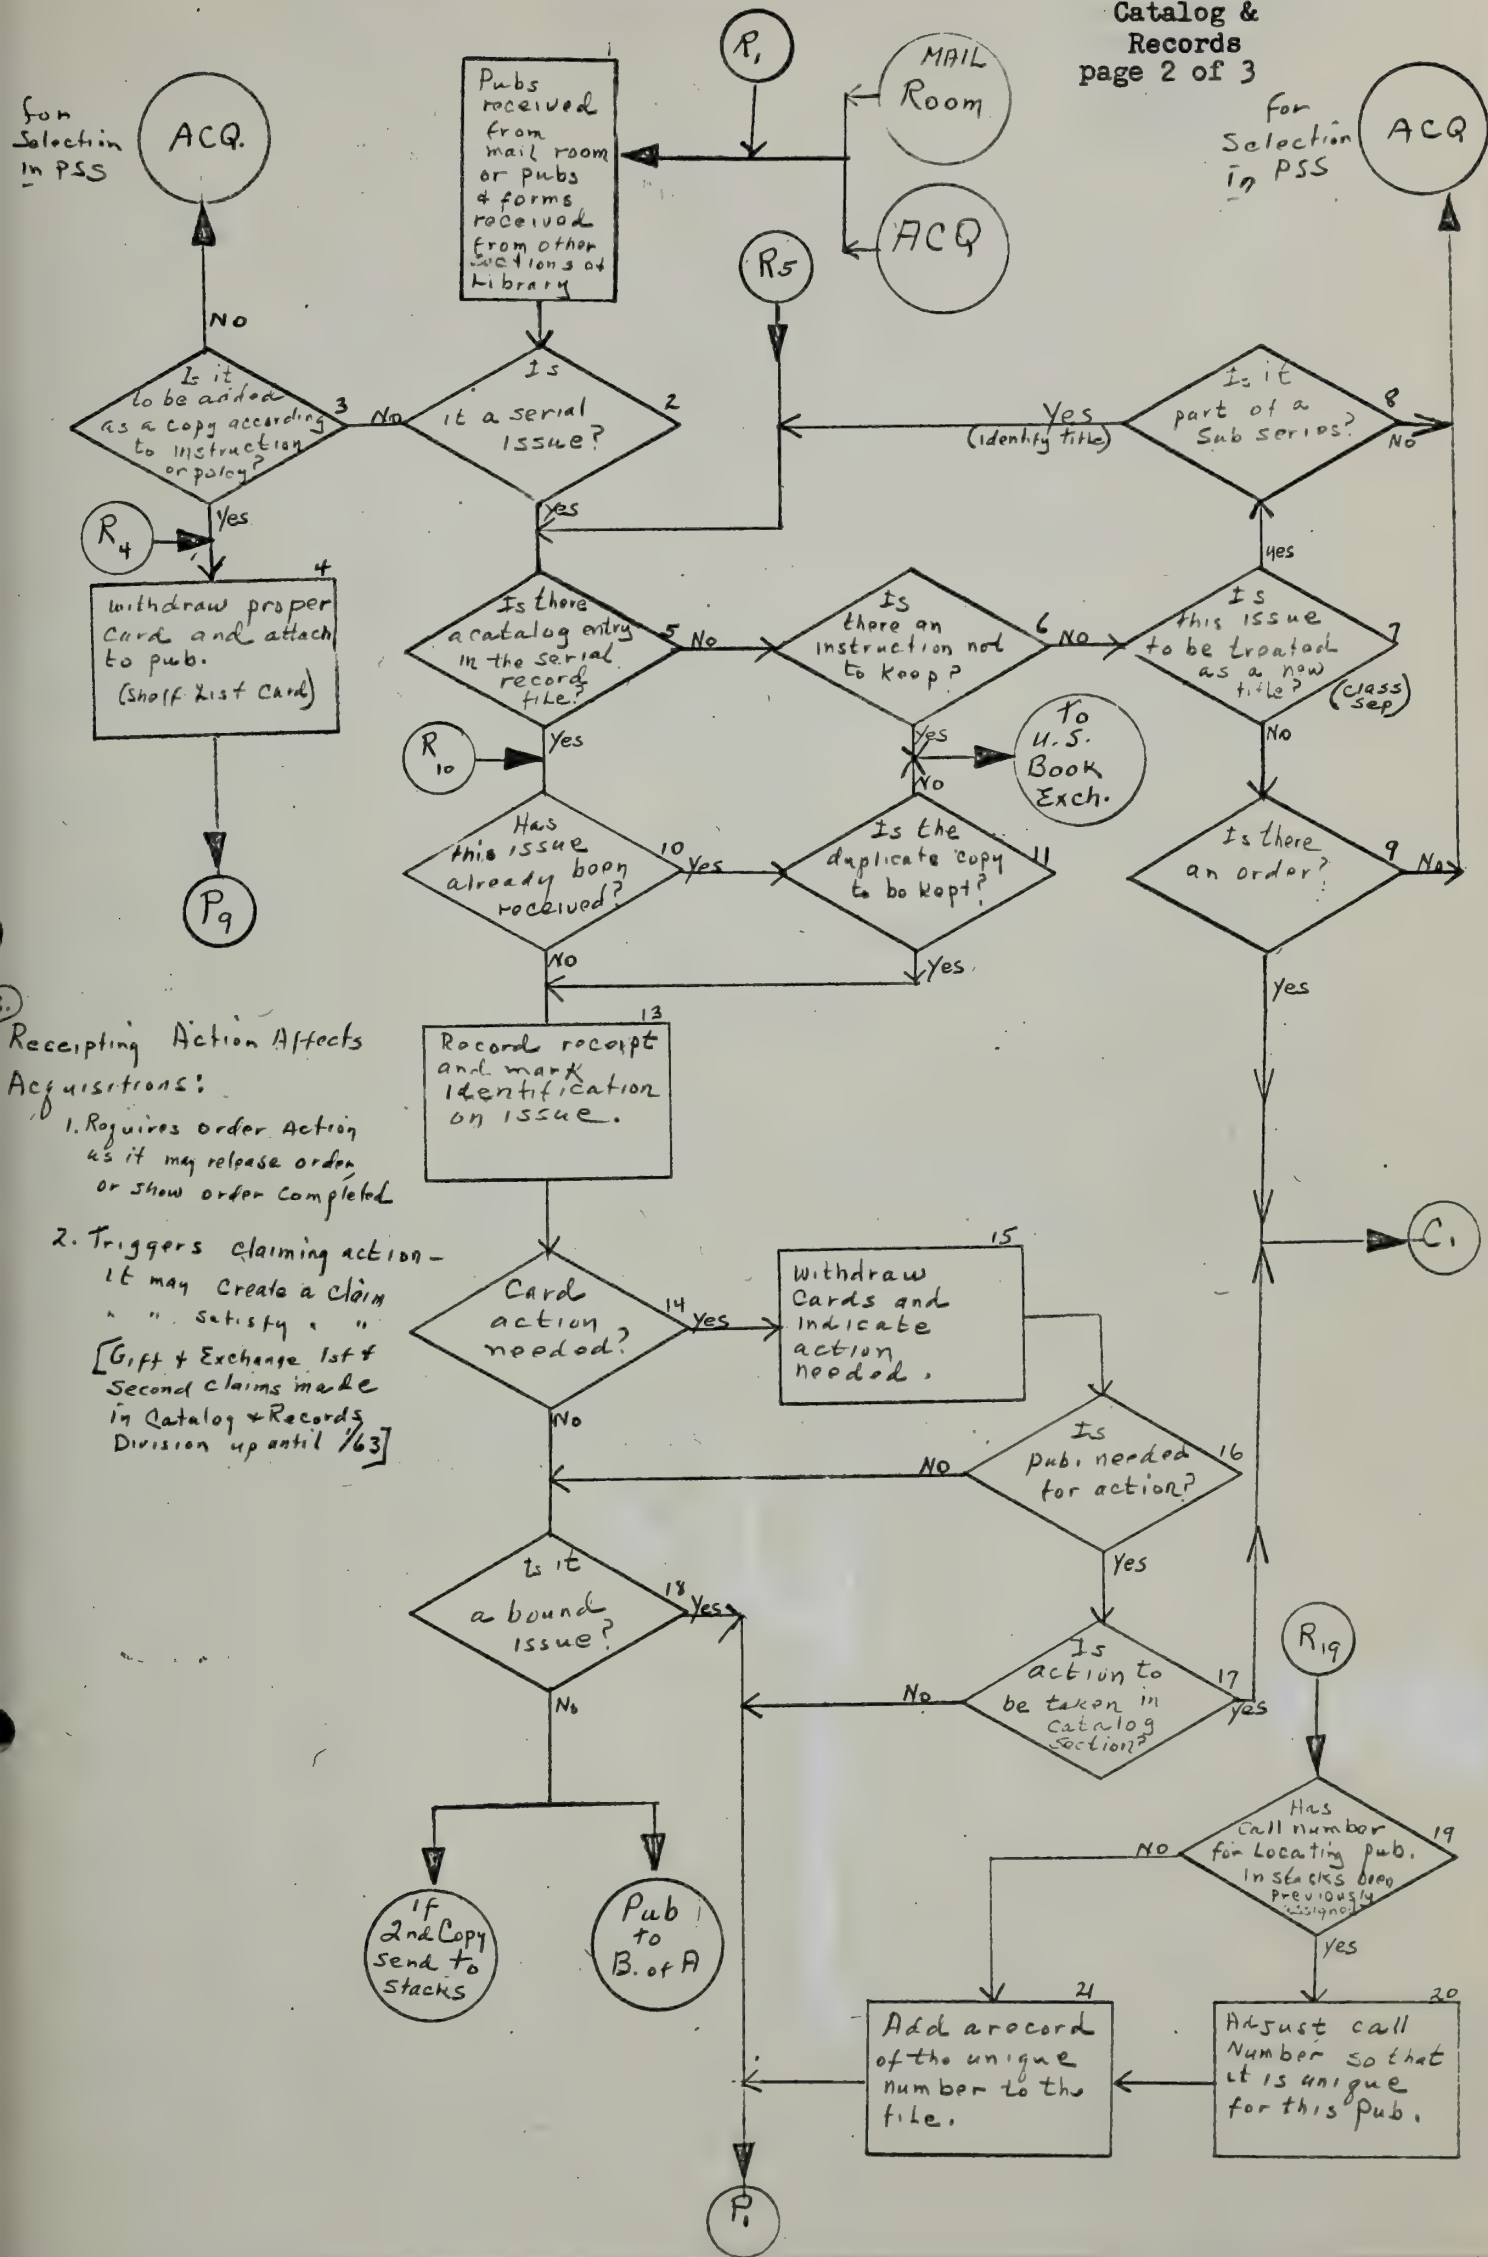 Catalog &
Records
page 2 of 3
for
Selection
in PSS
ACQ.
1
Pubs
received
from
mail room
or pubs
& forms
received
from other
Sections of
Library
R1
MAIL
Room
ACQ
for
Selection
in PSS
ACQ
R5
No
Is it
to be added
as a copy according
to instruction
or policy?
3
No
Is
it a serial
issue?
2
Yes
(identify title)
Is it
part of a
Sub series?
8
No
Yes
R4
yes
yes
4
withdraw proper
Card and attach
to pub.
(Shelf List Card)
P9
Is there
a catalog entry
in the serial
record
file?
5
No
Is
there an
instruction not
to keep?
6
No
Is
this issue
to be treated
as a new
title?
7
(class
sep)
Yes
Yes
No
No
R10
To
U.S.
Book
Exch.
Has
this issue
already been
received?
10
Yes
Is the
duplicate copy
to be kept?
11
Is there
an order?
9
No
No
Yes
Yes
Receipting Action Affects
Acquisitions:
1. Requires order Action
as it may release order
or show order completed
2. Triggers claiming action -
it may create a claim
" " satisfy " "
[Gift & Exchange 1st &
second claims made
in Catalog & Records
Division up until 1/63]
13
Record receipt
and mark
identification
on issue.
C1
Card
action
needed?
14
Yes
15
Withdraw
Cards and
indicate
action
needed.
No
Is
pub. needed
for action?
16
No
Yes
Is it
a bound
issue?
18
Yes
Is
action to
be taken in
catalog
section?
17
No
yes
R19
No
Has
call number
for Locating pub.
in stacks been
previously
assigned
19
No
yes
if
2nd Copy
send to
stacks
Pub
to
B. of A
21
Add a record
of the unique
number to the
file.
20
Adjust call
Number so that
it is unique
for this Pub.
P1